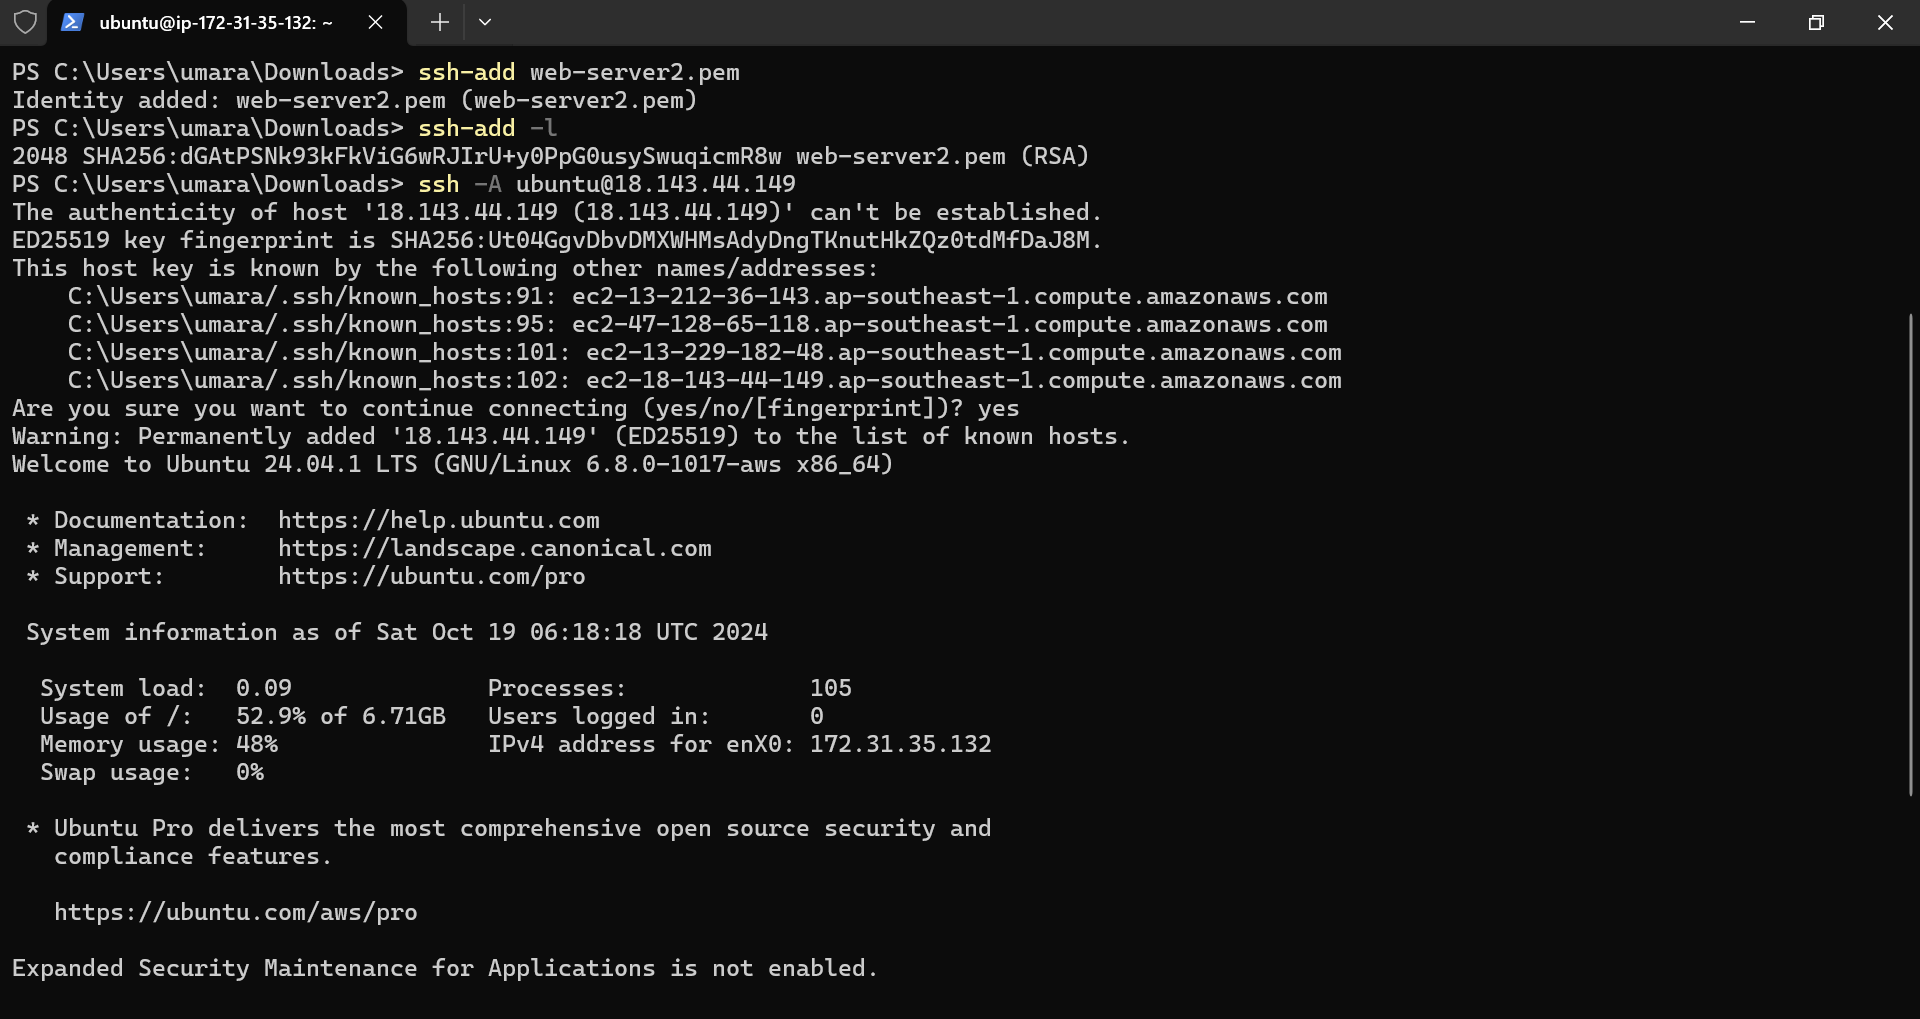 ubuntu@ip-172-31-35-132: ~
PS C:\Users\umara\Downloads> ssh-add web-server2.pem
Identity added: web-server2.pem (web-server2.pem)
PS C:\Users\umara\Downloads> ssh-add -l
2048 SHA256:dGAtPSNk93kFkViG6wRJIrU+y0PpG0usySwuqicmR8w web-server2.pem (RSA)
PS C:\Users\umara\Downloads> ssh -A ubuntu@18.143.44.149
The authenticity of host '18.143.44.149 (18.143.44.149)' can't be established.
ED25519 key fingerprint is SHA256:Ut04GgvDbvDMXWHMsAdyDngTKnutHkZQz0tdMfDaJ8M.
This host key is known by the following other names/addresses:
    C:\Users\umara/.ssh/known_hosts:91: ec2-13-212-36-143.ap-southeast-1.compute.amazonaws.com
    C:\Users\umara/.ssh/known_hosts:95: ec2-47-128-65-118.ap-southeast-1.compute.amazonaws.com
    C:\Users\umara/.ssh/known_hosts:101: ec2-13-229-182-48.ap-southeast-1.compute.amazonaws.com
    C:\Users\umara/.ssh/known_hosts:102: ec2-18-143-44-149.ap-southeast-1.compute.amazonaws.com
Are you sure you want to continue connecting (yes/no/[fingerprint])? yes
Warning: Permanently added '18.143.44.149' (ED25519) to the list of known hosts.
Welcome to Ubuntu 24.04.1 LTS (GNU/Linux 6.8.0-1017-aws x86_64)

 * Documentation:  https://help.ubuntu.com
 * Management:     https://landscape.canonical.com
 * Support:        https://ubuntu.com/pro

 System information as of Sat Oct 19 06:18:18 UTC 2024

  System load:  0.09              Processes:             105
  Usage of /:   52.9% of 6.71GB   Users logged in:       0
  Memory usage: 48%               IPv4 address for enX0: 172.31.35.132
  Swap usage:   0%

 * Ubuntu Pro delivers the most comprehensive open source security and
   compliance features.

   https://ubuntu.com/aws/pro

Expanded Security Maintenance for Applications is not enabled.